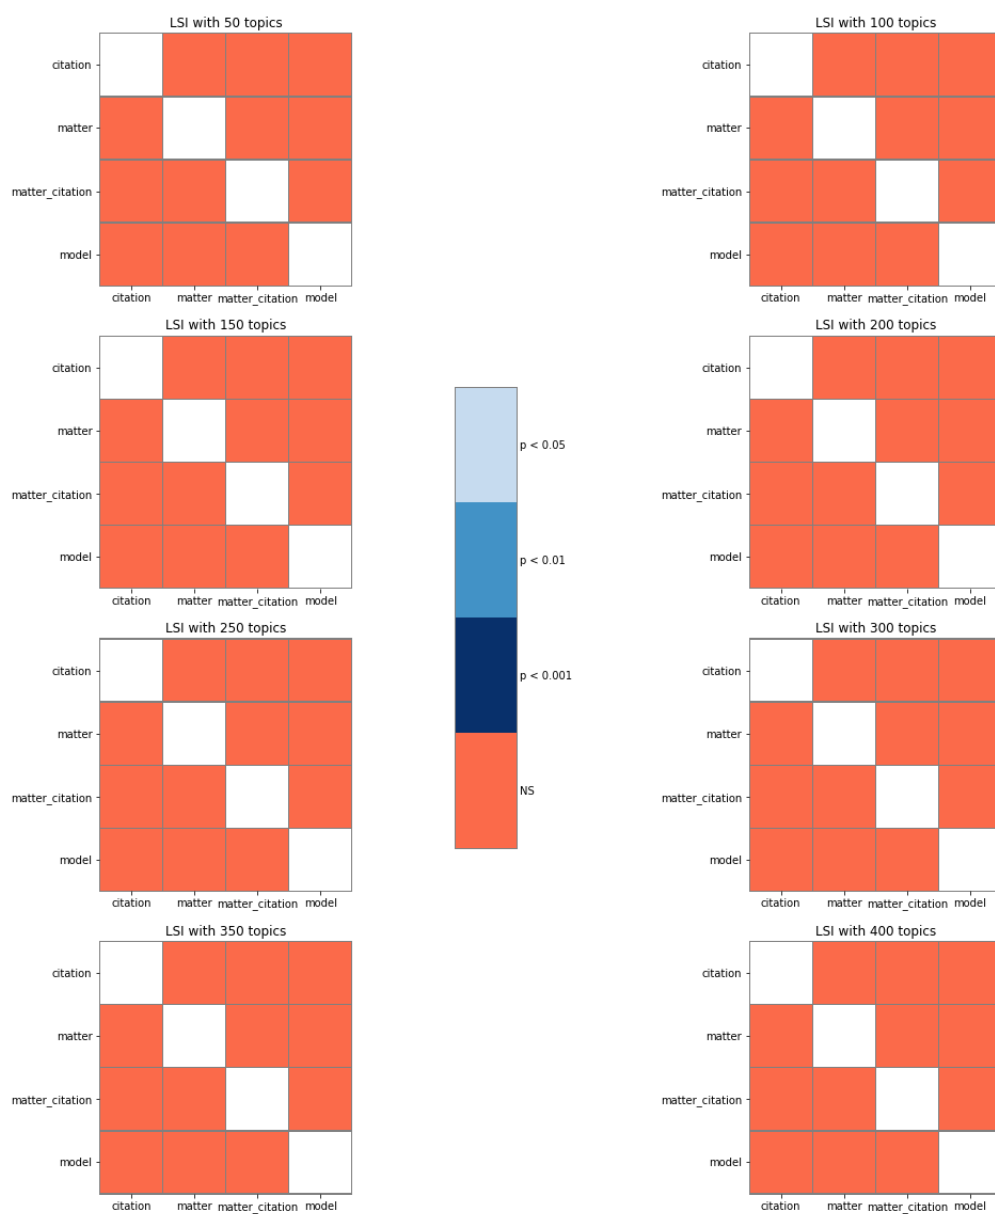 LSI with 50 topics
citation
matter
matter_citation
model
citation matter matter_citation model
LSI with 100 topics
citation
matter
matter_citation
model
citation matter matter_citation model
LSI with 150 topics
citation
matter
matter_citation
model
citation matter matter_citation model
p < 0.05
p < 0.01
p < 0.001
NS
LSI with 200 topics
citation
matter
matter_citation
model
citation matter matter_citation model
LSI with 250 topics
citation
matter
matter_citation
model
citation matter matter_citation model
LSI with 300 topics
citation
matter
matter_citation
model
citation matter matter_citation model
LSI with 350 topics
citation
matter
matter_citation
model
citation matter matter_citation model
LSI with 400 topics
citation
matter
matter_citation
model
citation matter matter_citation model